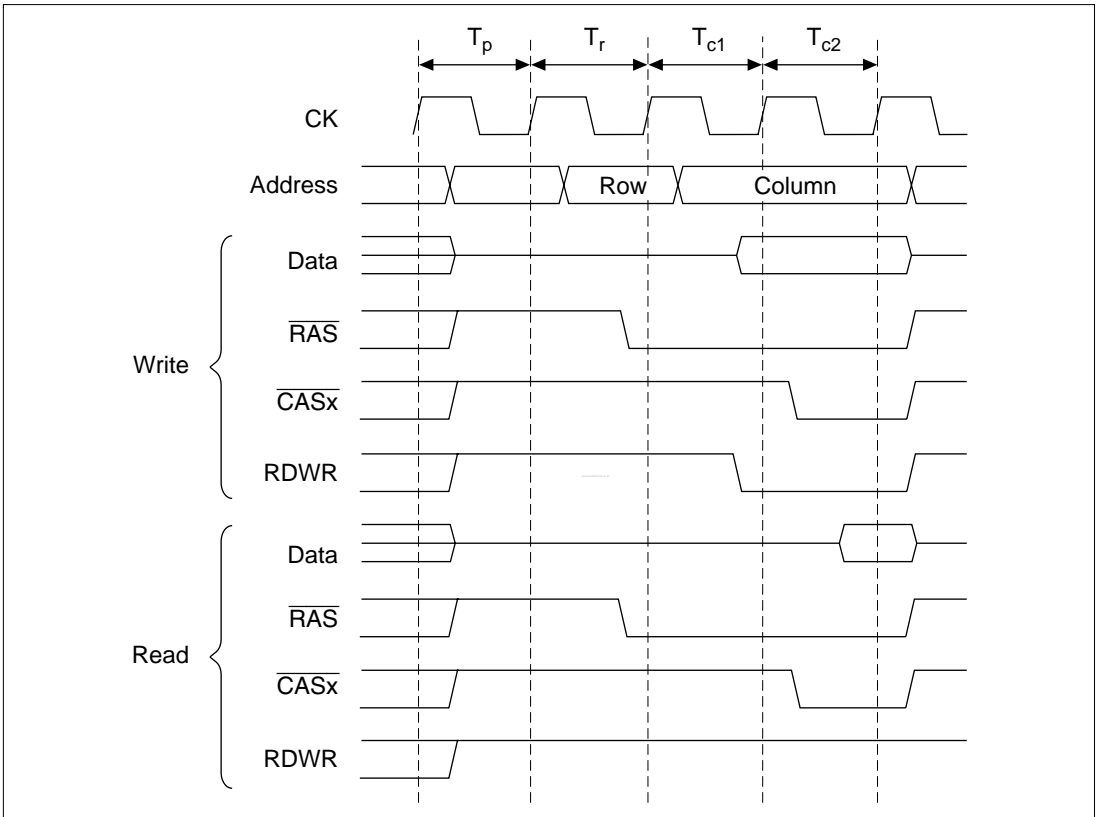 Tp Tr Tc1 Tc2
CK
Address Row Column
Write
Data
RAS
CASx
RDWR
Read
Data
RAS
CASx
RDWR